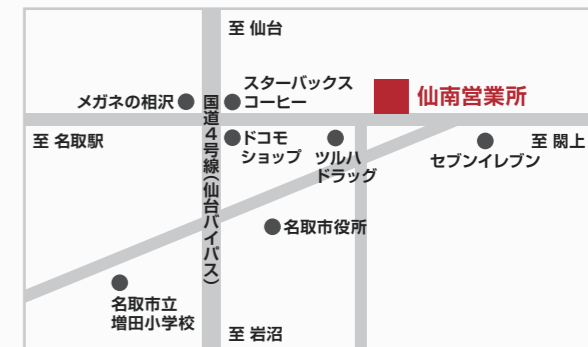 至 仙台
メガネの相沢
スターバックス
コーヒー
仙南営業所
国道4号線(仙台バイパス)
至 名取駅
ドコモ
ショップ
ツルハ
ドラッグ
セブンイレブン
至 閖上
名取市役所
名取市立
増田小学校
至 岩沼